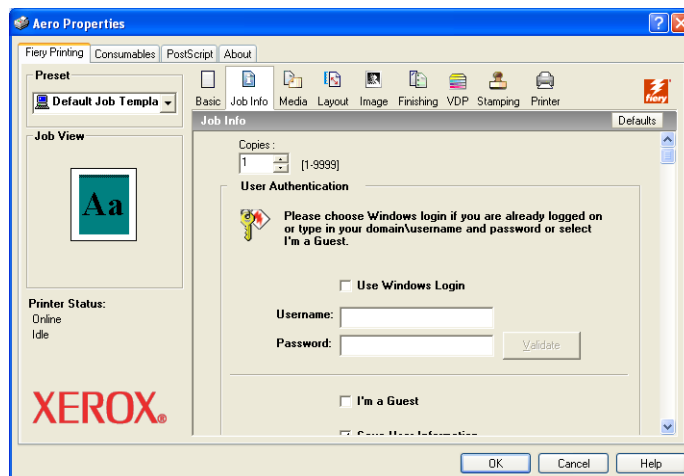 Aero Properties
Fiery Printing Consumables PostScript About
Preset
Default Job Templa
Basic Job Info Media Layout Image Finishing VDP Stamping Printer
fiery
Job Info Defaults
Job View
Aa
Copies :
1 [1-9999]
User Authentication
Please choose Windows login if you are already logged on
or type in your domain\username and password or select
I'm a Guest.
Use Windows Login
Printer Status:
Online
Idle
Username:
Password: Validate
XEROX®
I'm a Guest
Save User Information
OK Cancel Help